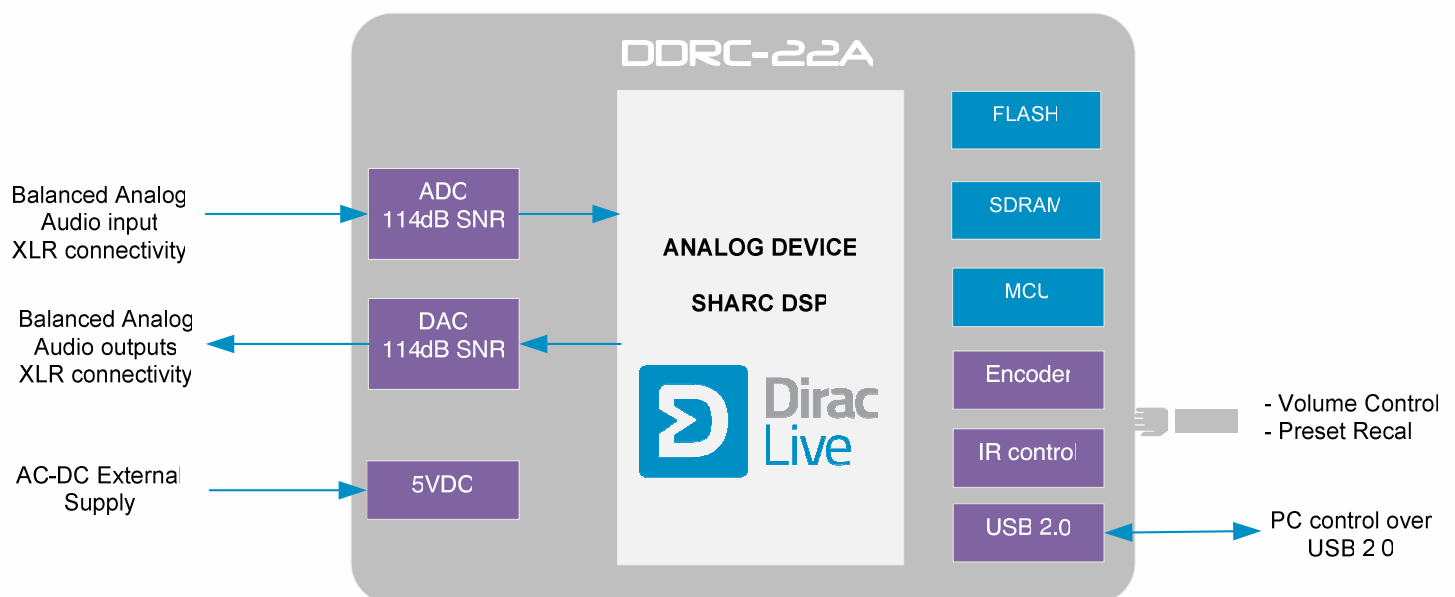 DDRC-22A
FLASH
SDRAM
MCU
Encoder
IR control
USB 2.0
Balanced Analog
Audio input
XLR connectivity
ADC
114dB SNR
Balanced Analog
Audio outputs
XLR connectivity
DAC
114dB SNR
AC-DC External
Supply
5VDC
ANALOG DEVICE
SHARC DSP
Dirac
Live
- Volume Control
- Preset Recal
PC control over
USB 2 0